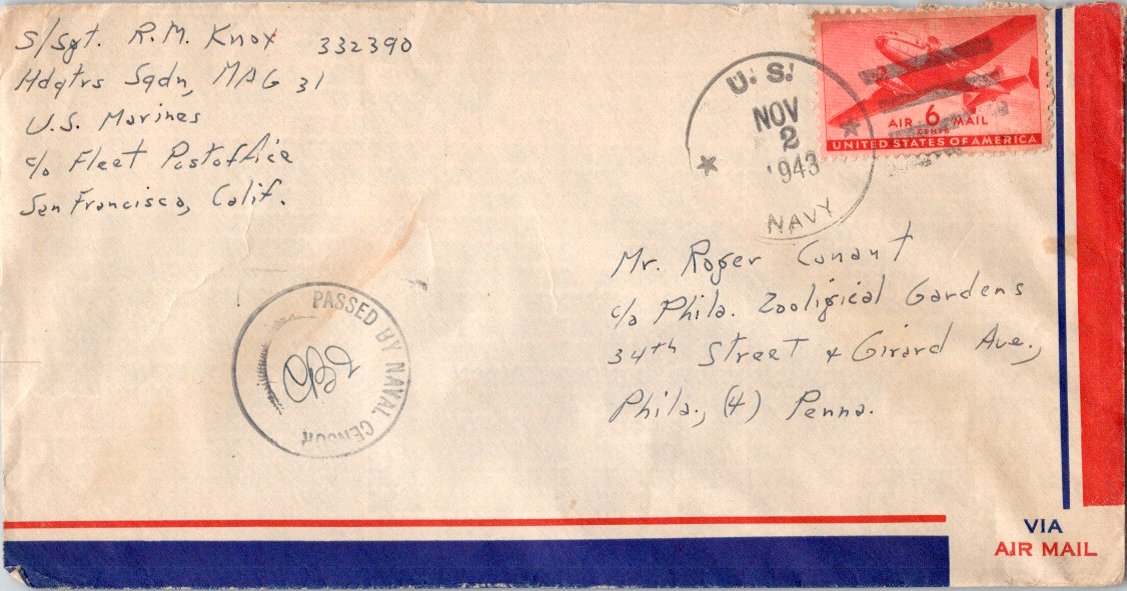 S/Sgt. R.M. Knox 332390
Hdqtrs Sqdn, MAG 31
U.S. Marines
c/o Fleet Postoffice
San Francisco, Calif.
U.S.
NOV
2
1943
NAVY
AIR 6 MAIL
CENTS
UNITED STATES OF AMERICA
Mr. Roger Conant
c/o Phila. Zooligical Gardens
34th Street & Girard Ave.,
Phila., (4) Penna.
PASSED BY NAVAL CENSOR
VIA
AIR MAIL